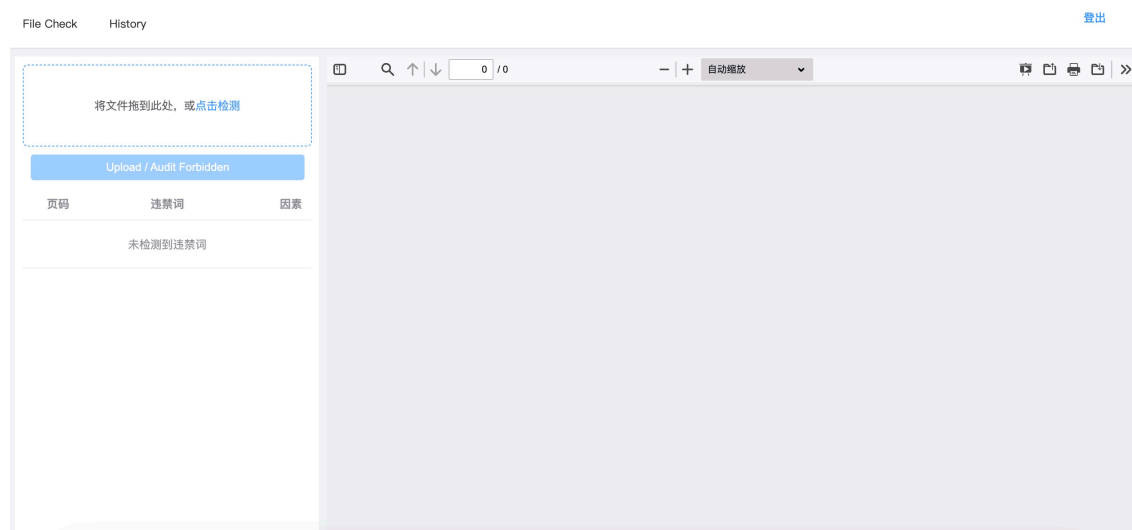 File Check History 登出
0 / 0 自动缩放
将文件拖到此处，或点击检测
Upload / Audit Forbidden
页码 违禁词 因素
未检测到违禁词